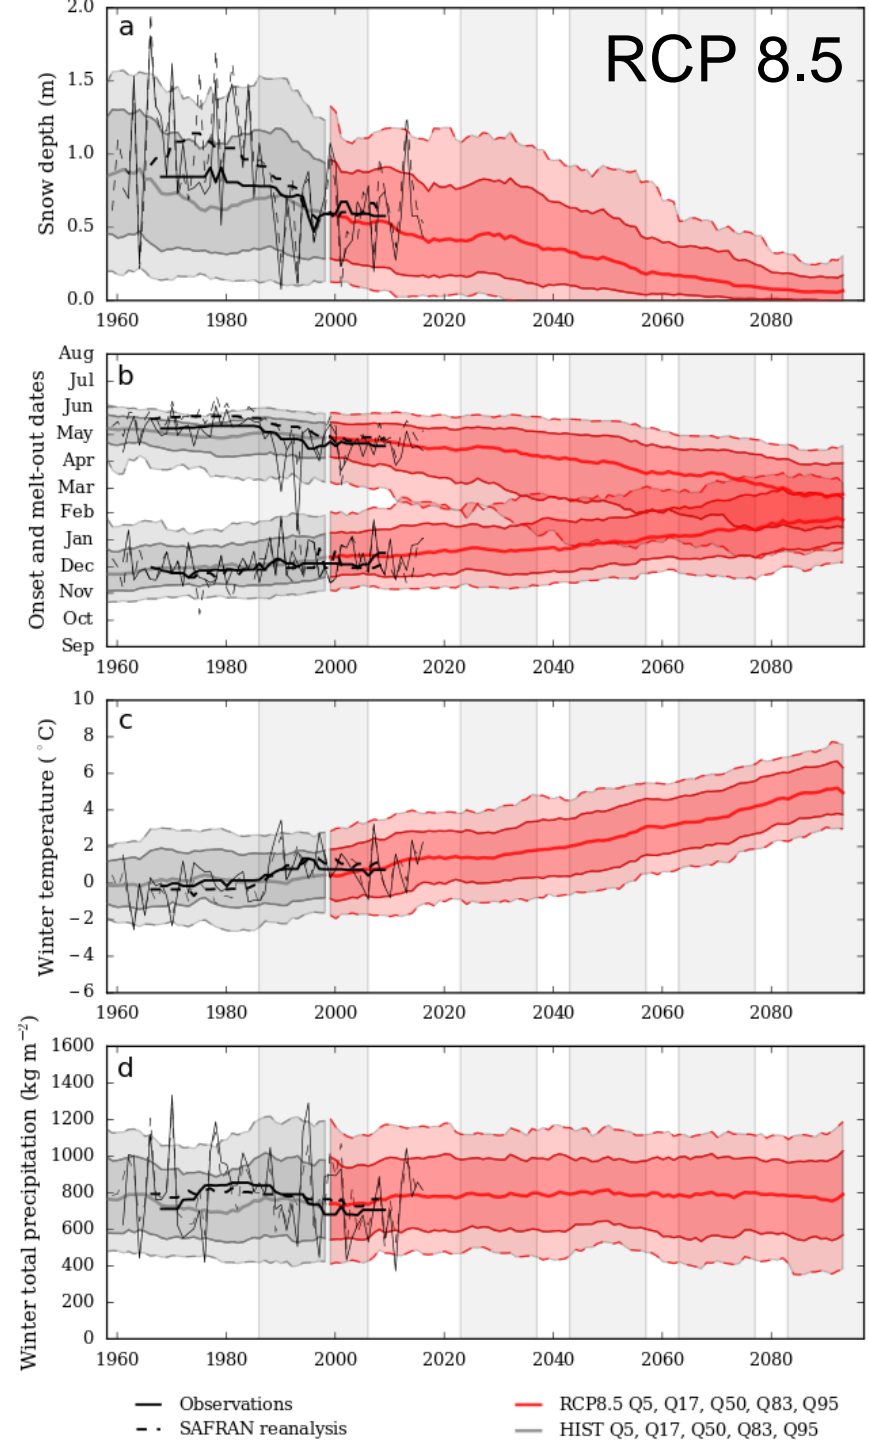 2.0
a
RCP 8.5
1.5
1.0
0.5
0.0
Snow depth (m)
1960 1980 2000 2020 2040 2060 2080
Aug
b
Jul
Jun
May
Apr
Mar
Feb
Jan
Dec
Nov
Oct
Sep
Onset and melt-out dates
1960 1980 2000 2020 2040 2060 2080
10
c
8
6
4
2
0
−2
−4
−6
Winter temperature (°C)
1960 1980 2000 2020 2040 2060 2080
1600
d
1400
1200
1000
800
600
400
200
0
Winter total precipitation (kg m⁻²)
1960 1980 2000 2020 2040 2060 2080
Observations
SAFRAN reanalysis
RCP8.5 Q5, Q17, Q50, Q83, Q95
HIST Q5, Q17, Q50, Q83, Q95